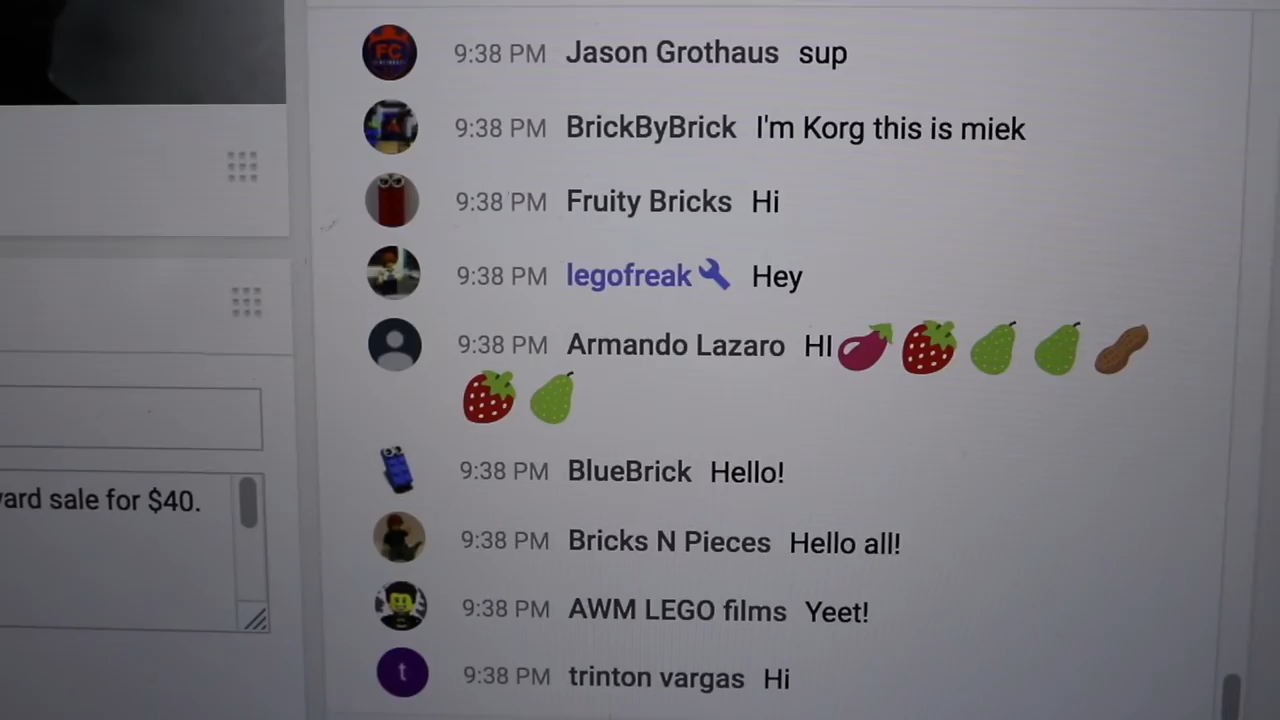 9:38 PM Jason Grothaus sup
9:38 PM BrickByBrick I'm Korg this is miek
9:38 PM Fruity Bricks Hi
9:38 PM legofreak🔧 Hey
9:38 PM Armando Lazaro HI🍆🍓🍐🍐🥜
🍓🍐
9:38 PM BlueBrick Hello!
ard sale for $40.
9:38 PM Bricks N Pieces Hello all!
9:38 PM AWM LEGO films Yeet!
t 9:38 PM trinton vargas Hi
FC